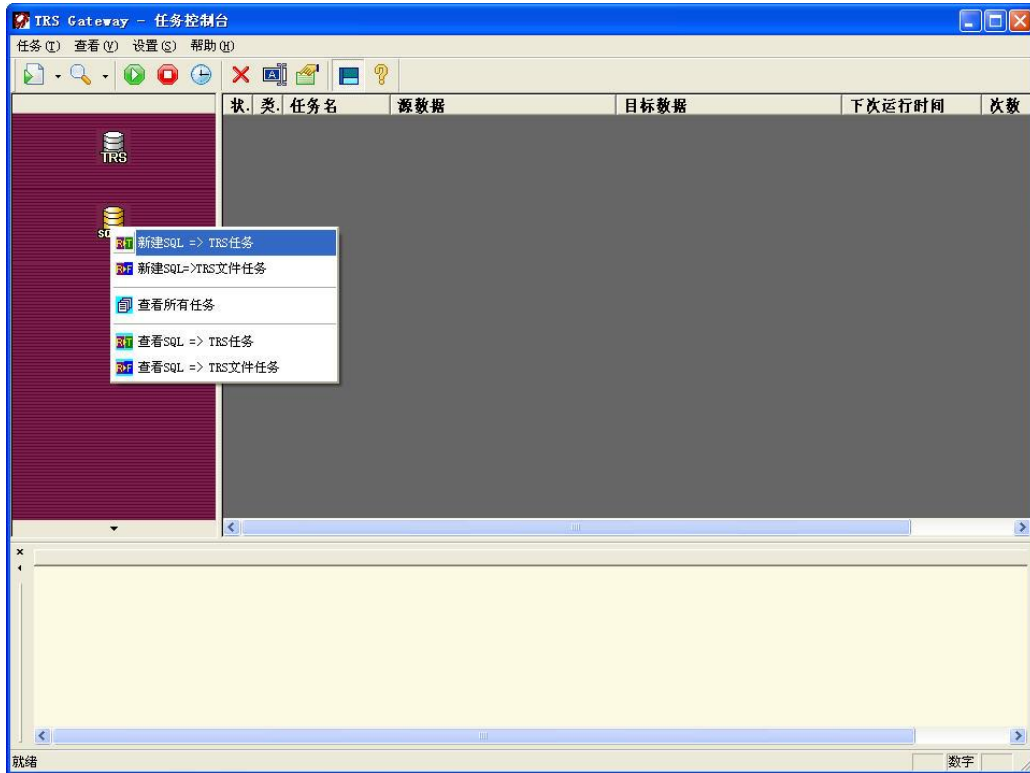 TRS Gateway - 任务控制台
任务(T) 查看(V) 设置(S) 帮助(H)
状. 类. 任务名 源数据 目标数据 下次运行时间 次数
TRS
新建SQL => TRS任务
新建SQL=>TRS文件任务
查看所有任务
查看SQL => TRS任务
查看SQL => TRS文件任务
就绪 数字